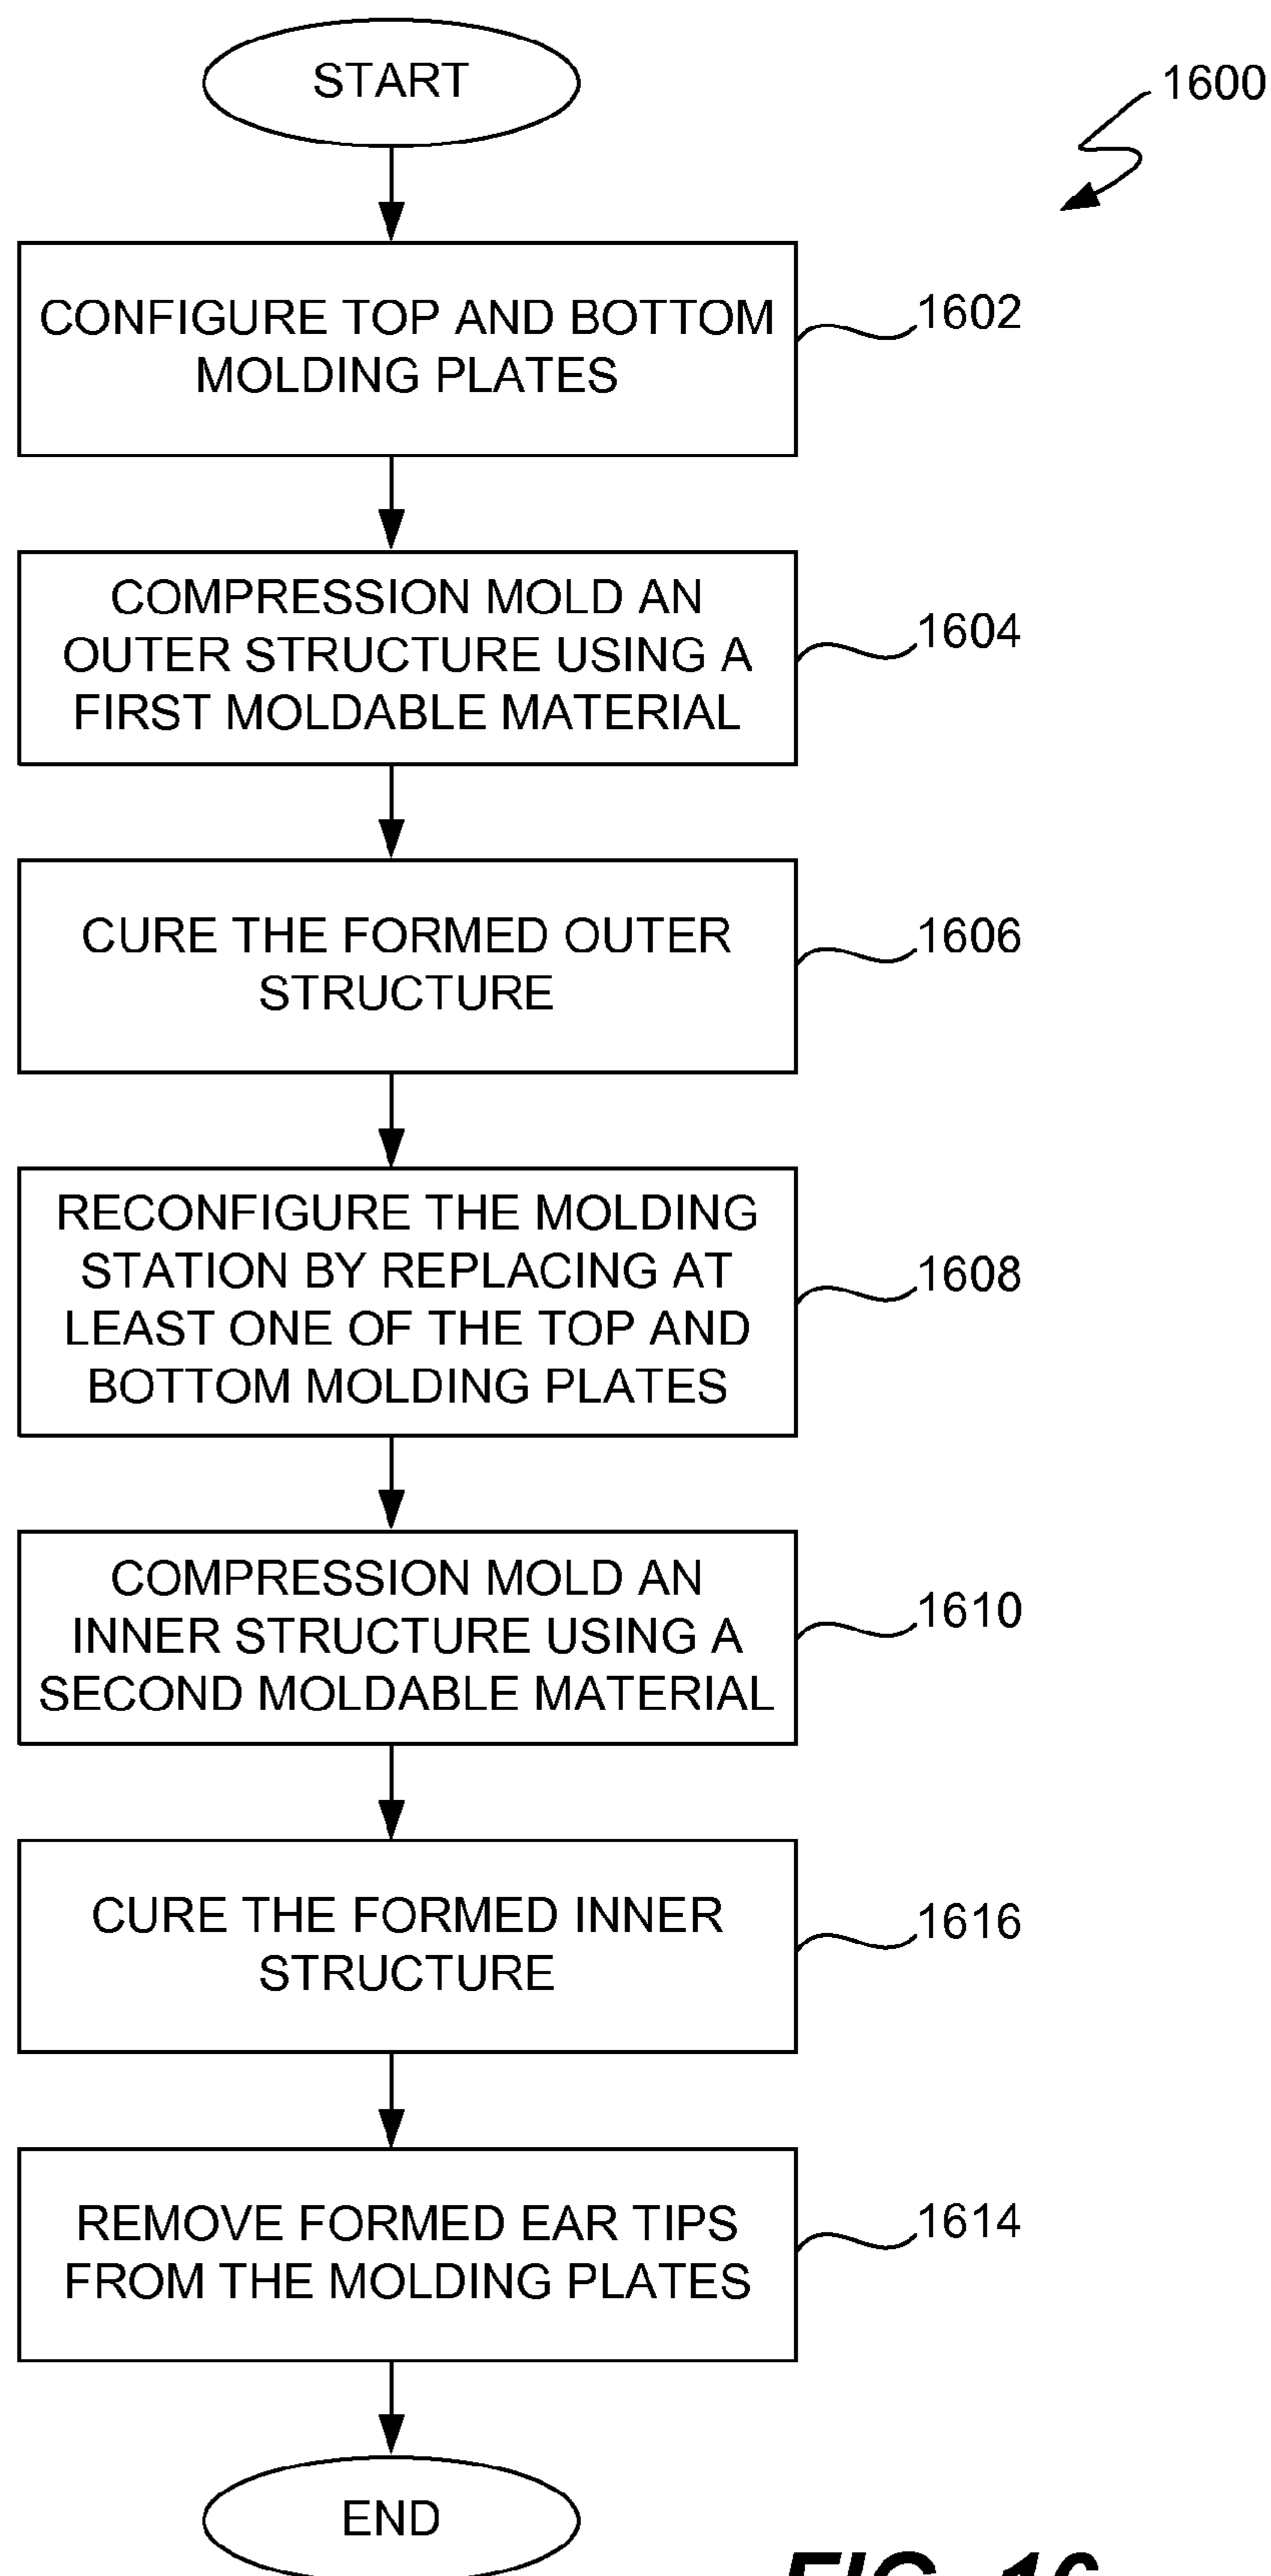 START
1600
CONFIGURE TOP AND BOTTOM
MOLDING PLATES
1602
COMPRESSION MOLD AN
OUTER STRUCTURE USING A
FIRST MOLDABLE MATERIAL
1604
CURE THE FORMED OUTER
STRUCTURE
1606
RECONFIGURE THE MOLDING
STATION BY REPLACING AT
LEAST ONE OF THE TOP AND
BOTTOM MOLDING PLATES
1608
COMPRESSION MOLD AN
INNER STRUCTURE USING A
SECOND MOLDABLE MATERIAL
1610
CURE THE FORMED INNER
STRUCTURE
1616
REMOVE FORMED EAR TIPS
FROM THE MOLDING PLATES
1614
END
FIG. 16